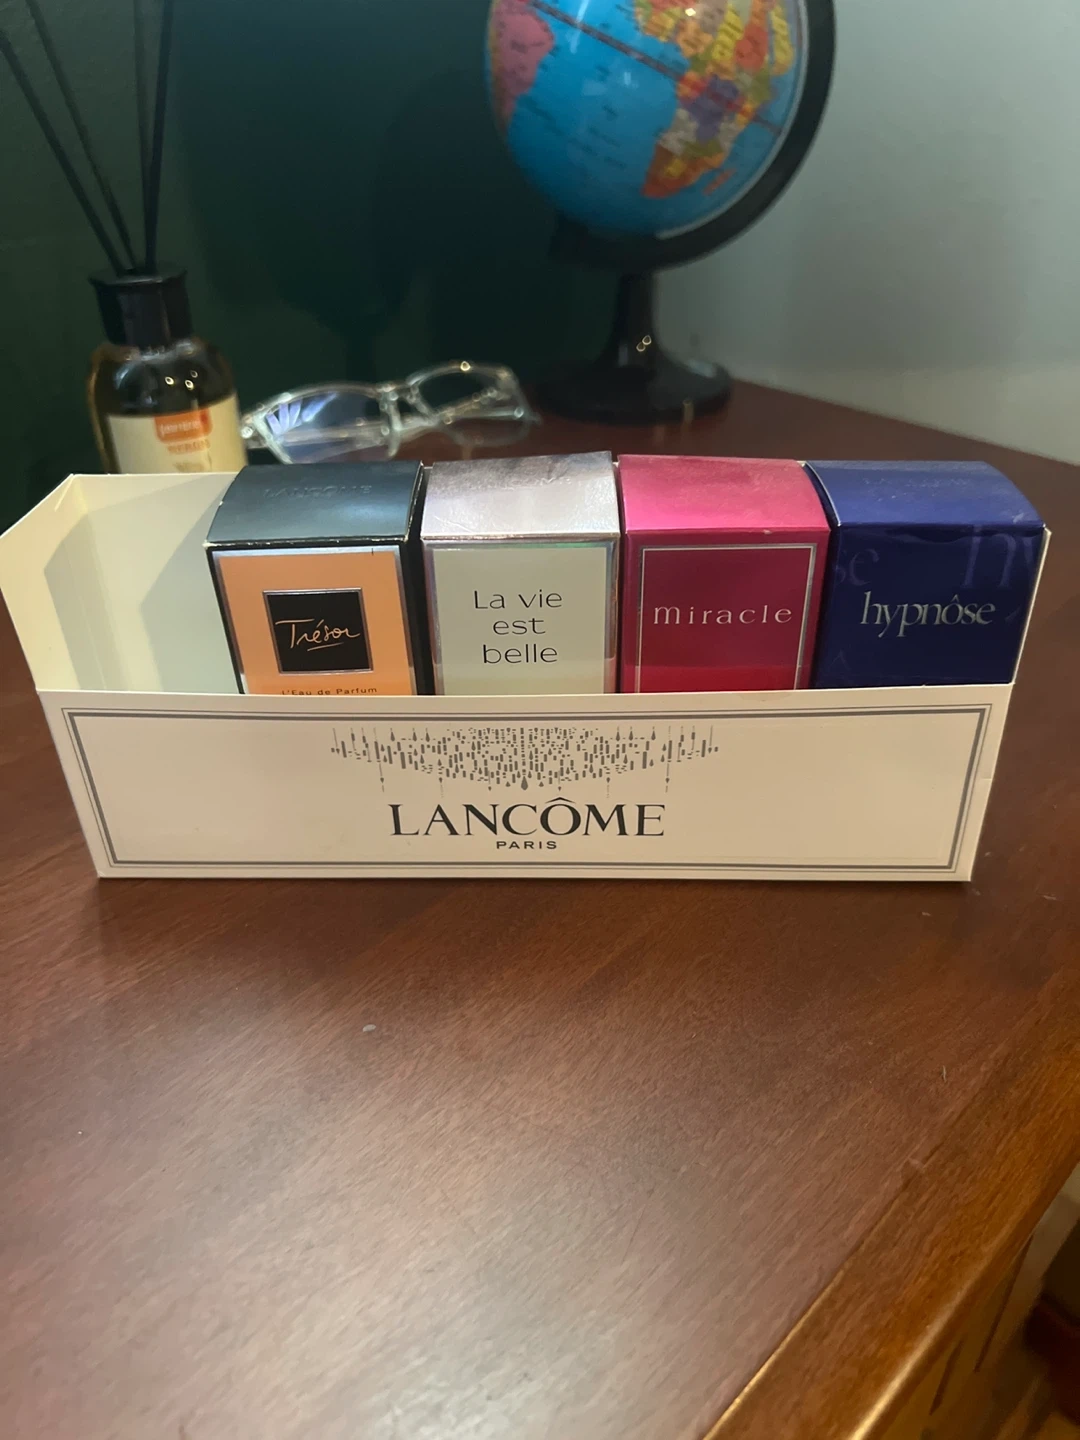 LANCÔME
Trésor
L'Eau de Parfum
La vie
est
belle
Miracle
hypnôse
LANCÔME
PARIS